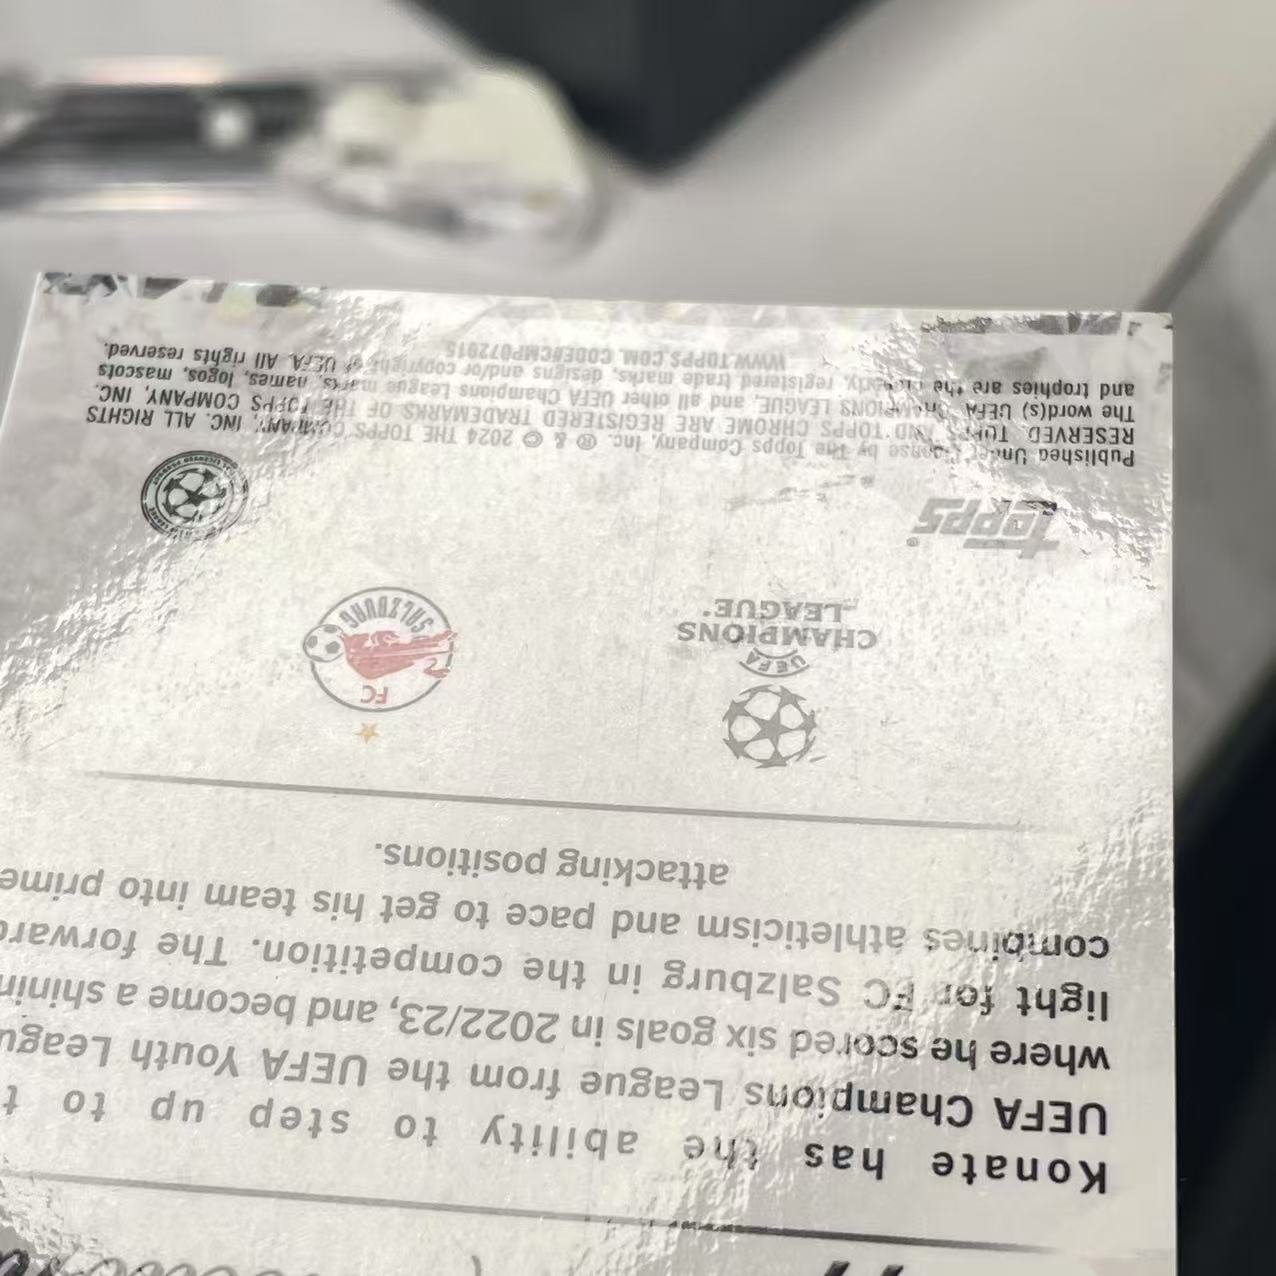 Konate has the ability to step up to t
UEFA Champions League from the UEFA Youth Leagu
where he scored six goals in 2022/23, and become a shinin
light for FC Salzburg in the competition. The forward
combines athleticism and pace to get his team into prime
attacking positions.
FC
SALZBURG
UEFA
CHAMPIONS
LEAGUE
topps
Published Under License by The Topps Company, Inc. ® & © 2024 THE TOPPS COMPANY, INC. ALL RIGHTS
RESERVED. TOPPS AND TOPPS CHROME ARE REGISTERED TRADEMARKS OF THE TOPPS COMPANY, INC.
The word(s) UEFA CHAMPIONS LEAGUE, and all other UEFA Champions League marks, names, logos, mascots
and trophies are the property, registered trade marks, designs and/or copyright of UEFA. All rights reserved.
WWW.TOPPS.COM CODE#CMP072015